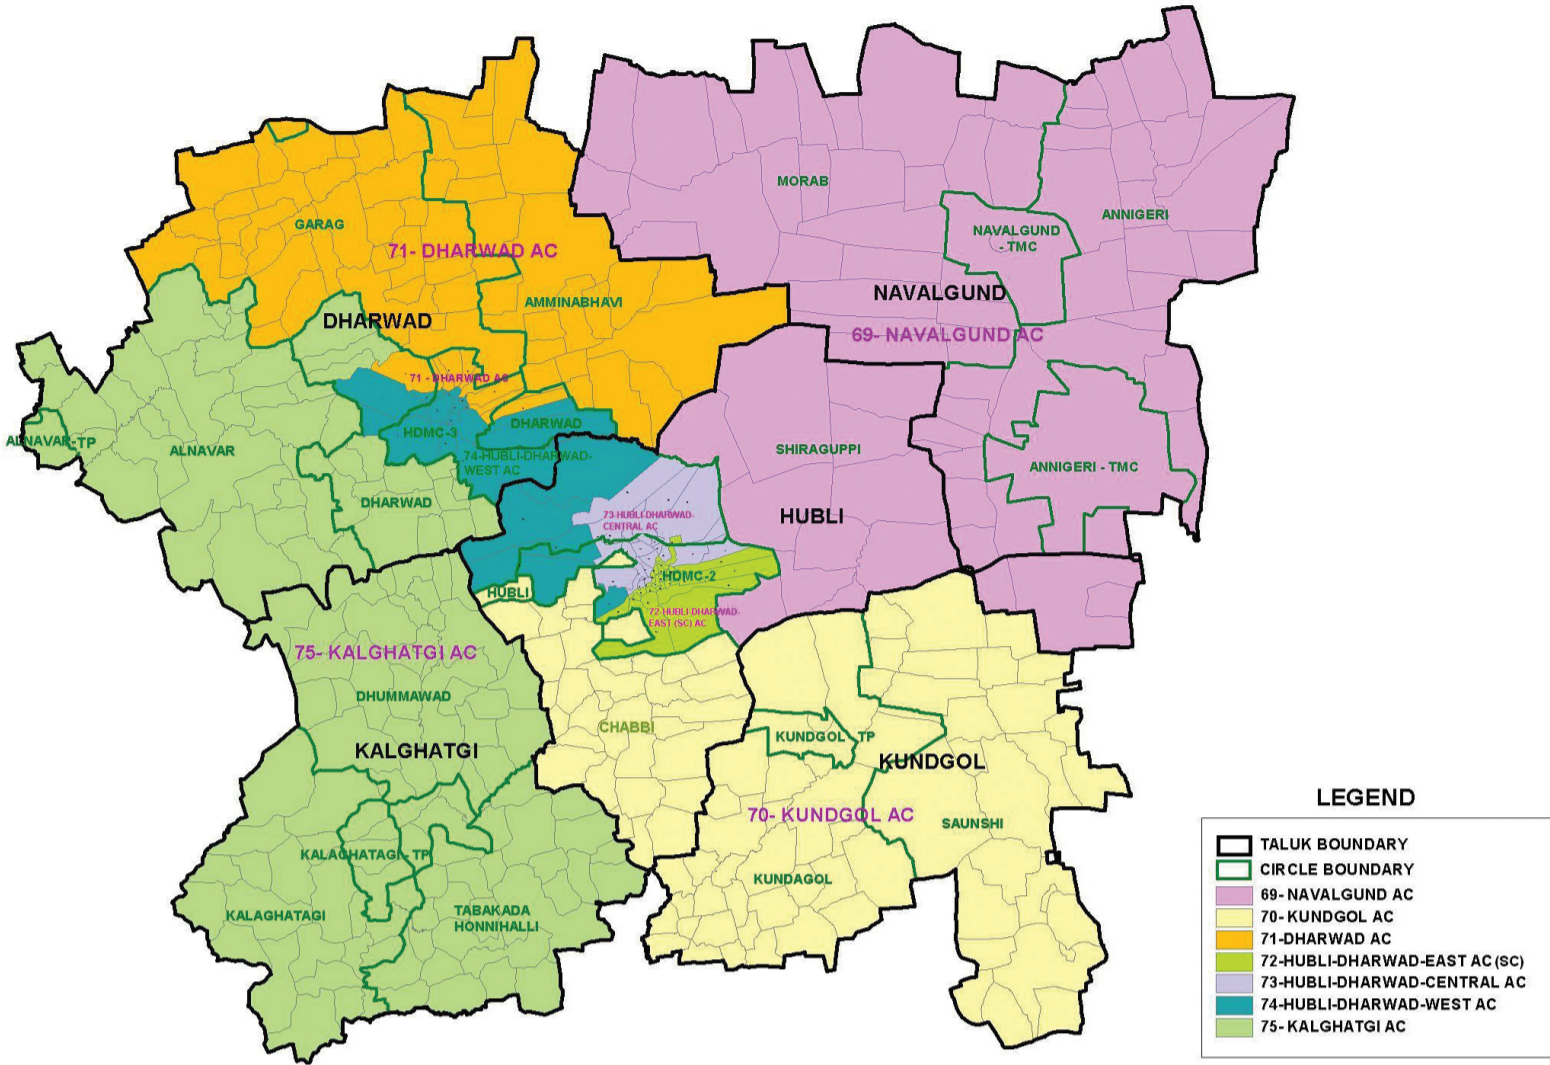 MORAB
ANNIGERI
GARAG
NAVALGUND
- TMC
71- DHARWAD AC
AMMINABHAVI
NAVALGUND
DHARWAD
69- NAVALGUND AC
71 - DHARWAD AC
ALNAVAR-TP
ALNAVAR
HDMC-3
DHARWAD
74-HUBLI-DHARWAD-
WEST AC
SHIRAGUPPI
ANNIGERI - TMC
DHARWAD
73-HUBLI-DHARWAD-
CENTRAL AC
HUBLI
HDMC-2
HUBLI
72-HUBLI-DHARWAD-
EAST (SC) AC
75- KALGHATGI AC
DHUMMAWAD
CHABBI
KUNDGOL TP
KALGHATGI
KUNDGOL
70- KUNDGOL AC
SAUNSHI
KALAGHATAGI - TP
KUNDAGOL
KALAGHATAGI
TABAKADA
HONNIHALLI
LEGEND
TALUK BOUNDARY
CIRCLE BOUNDARY
69- NAVALGUND AC
70- KUNDGOL AC
71-DHARWAD AC
72-HUBLI-DHARWAD-EAST AC (SC)
73-HUBLI-DHARWAD-CENTRAL AC
74-HUBLI-DHARWAD-WEST AC
75- KALGHATGI AC